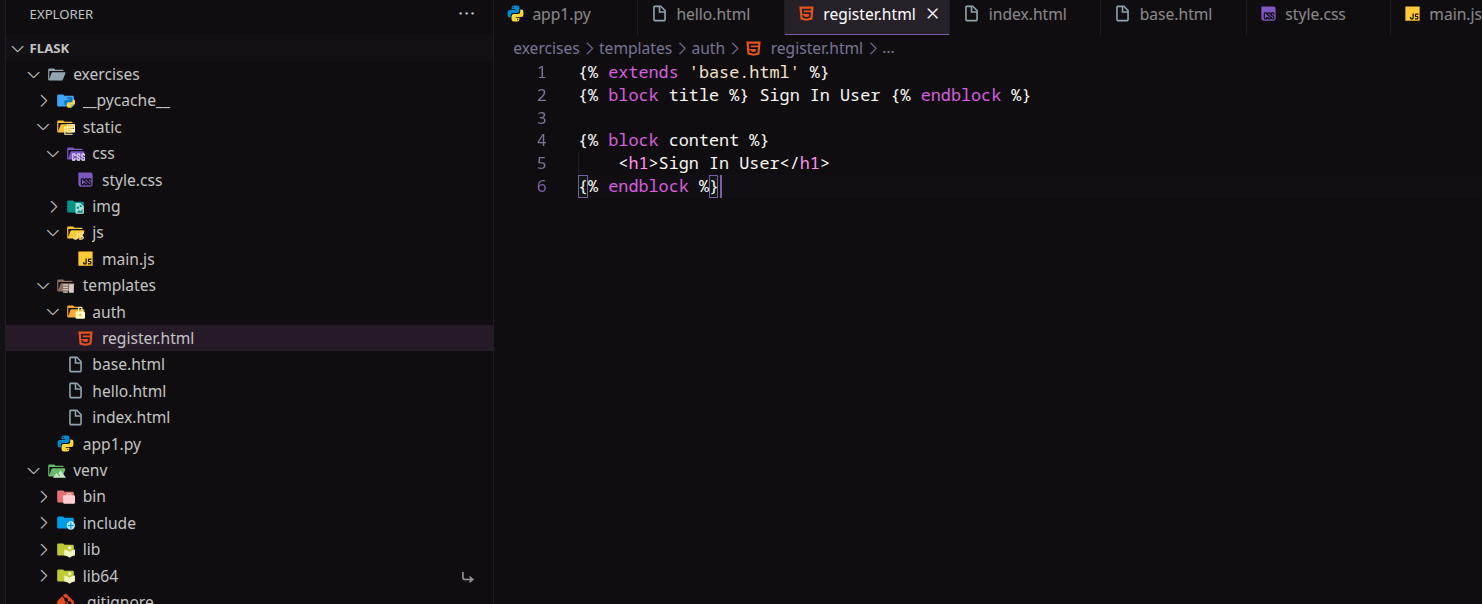 EXPLORER ···
FLASK
exercises
__pycache__
static
css
style.css
img
js
main.js
templates
auth
register.html
base.html
hello.html
index.html
app1.py
venv
bin
include
lib
lib64
.gitignore
app1.py hello.html register.html index.html base.html style.css main.js
exercises > templates > auth > register.html > ...
1 {% extends 'base.html' %}
2 {% block title %} Sign In User {% endblock %}
3
4 {% block content %}
5 <h1>Sign In User</h1>
6 {% endblock %}